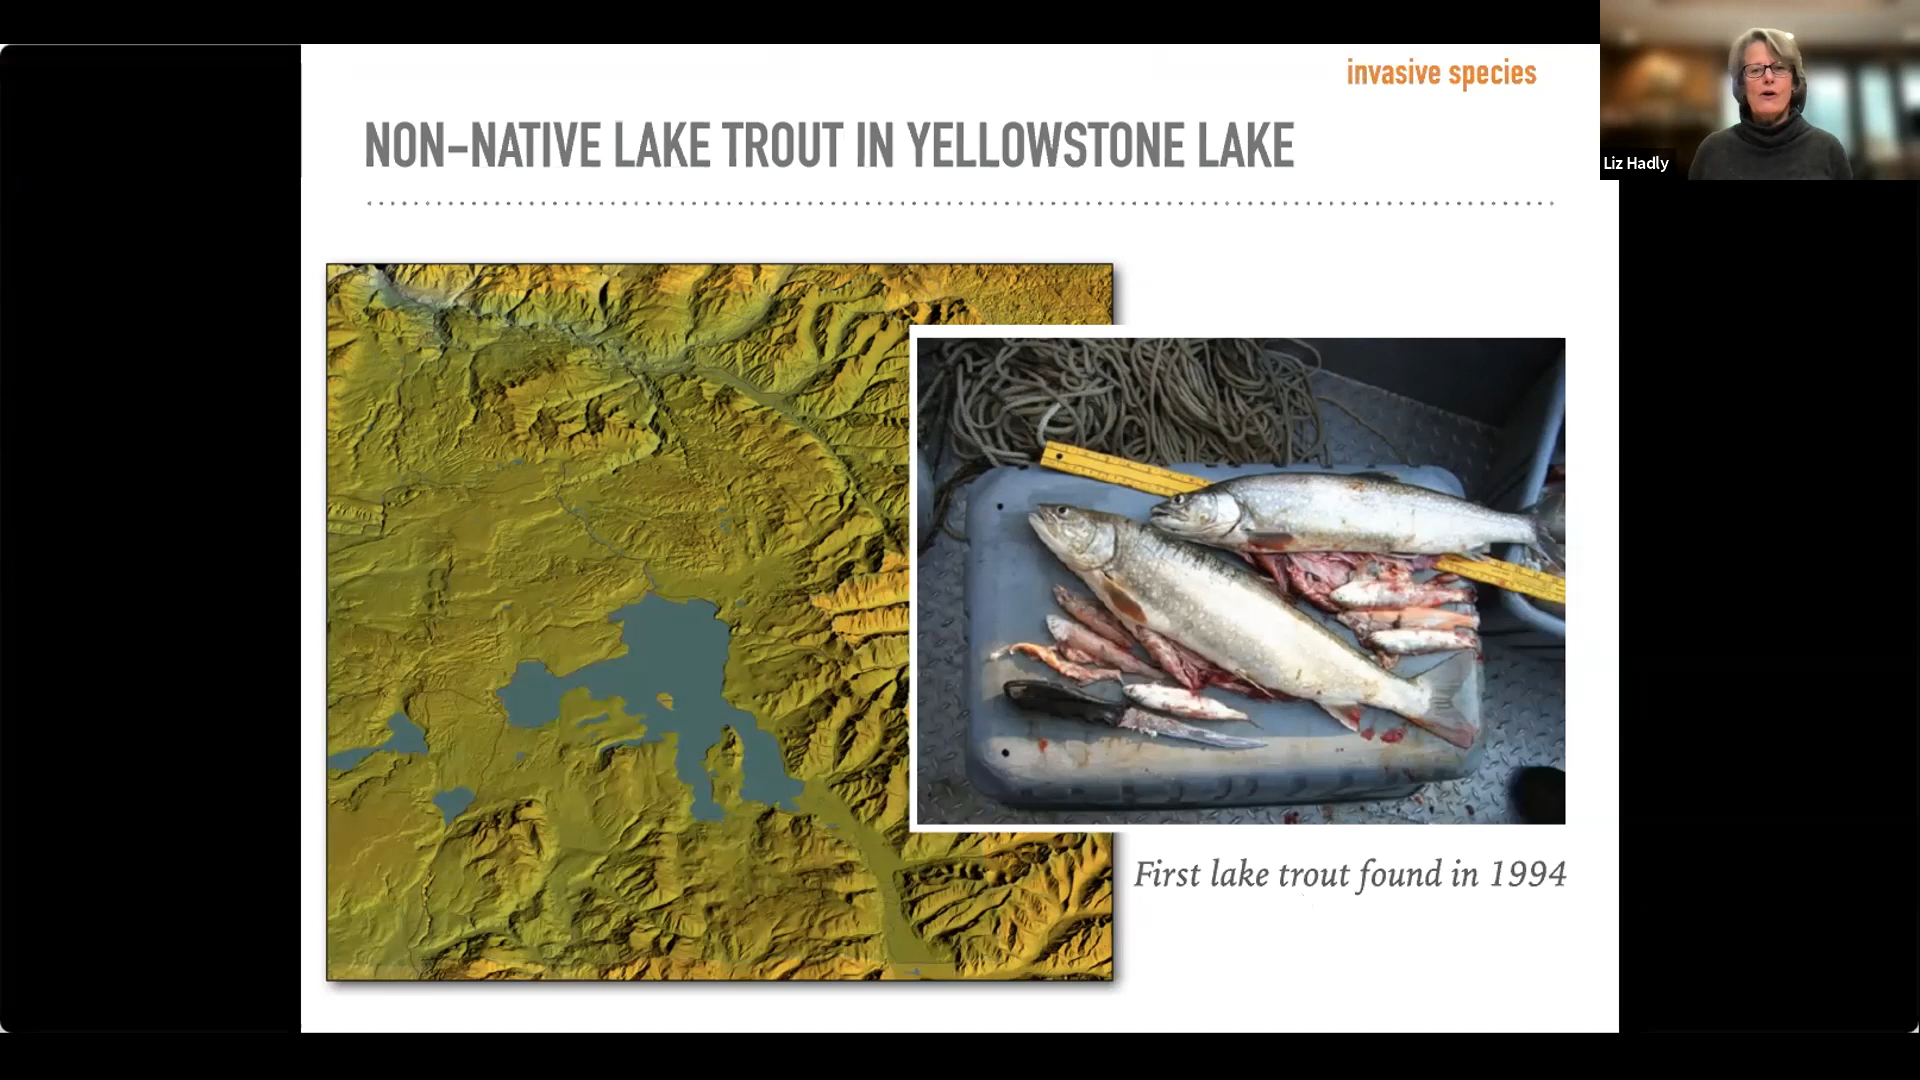 invasive species
NON-NATIVE LAKE TROUT IN YELLOWSTONE LAKE
Liz Hadly
First lake trout found in 1994